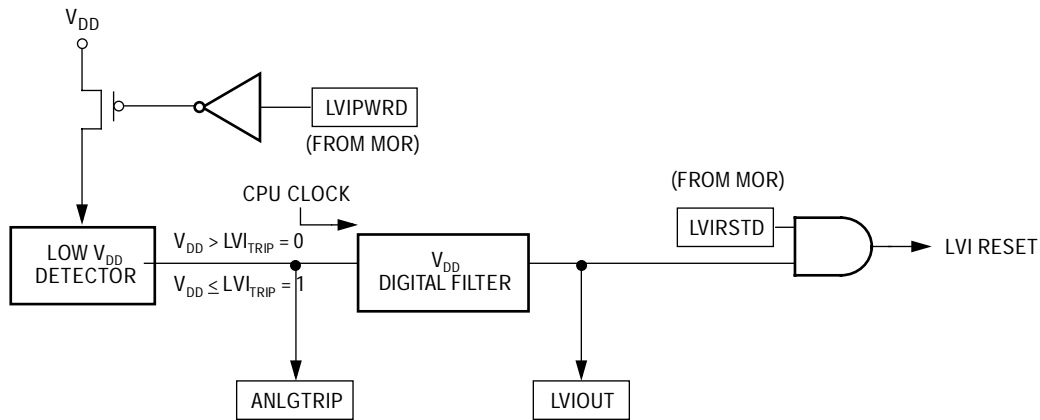 VDD
LVIPWRD
(FROM MOR)
(FROM MOR)
CPU CLOCK
LVIRSTD
LOW VDD
DETECTOR
VDD > LVITRIP = 0
VDD ≤ LVITRIP = 1
VDD
DIGITAL FILTER
LVI RESET
ANLGTRIP
LVIOUT